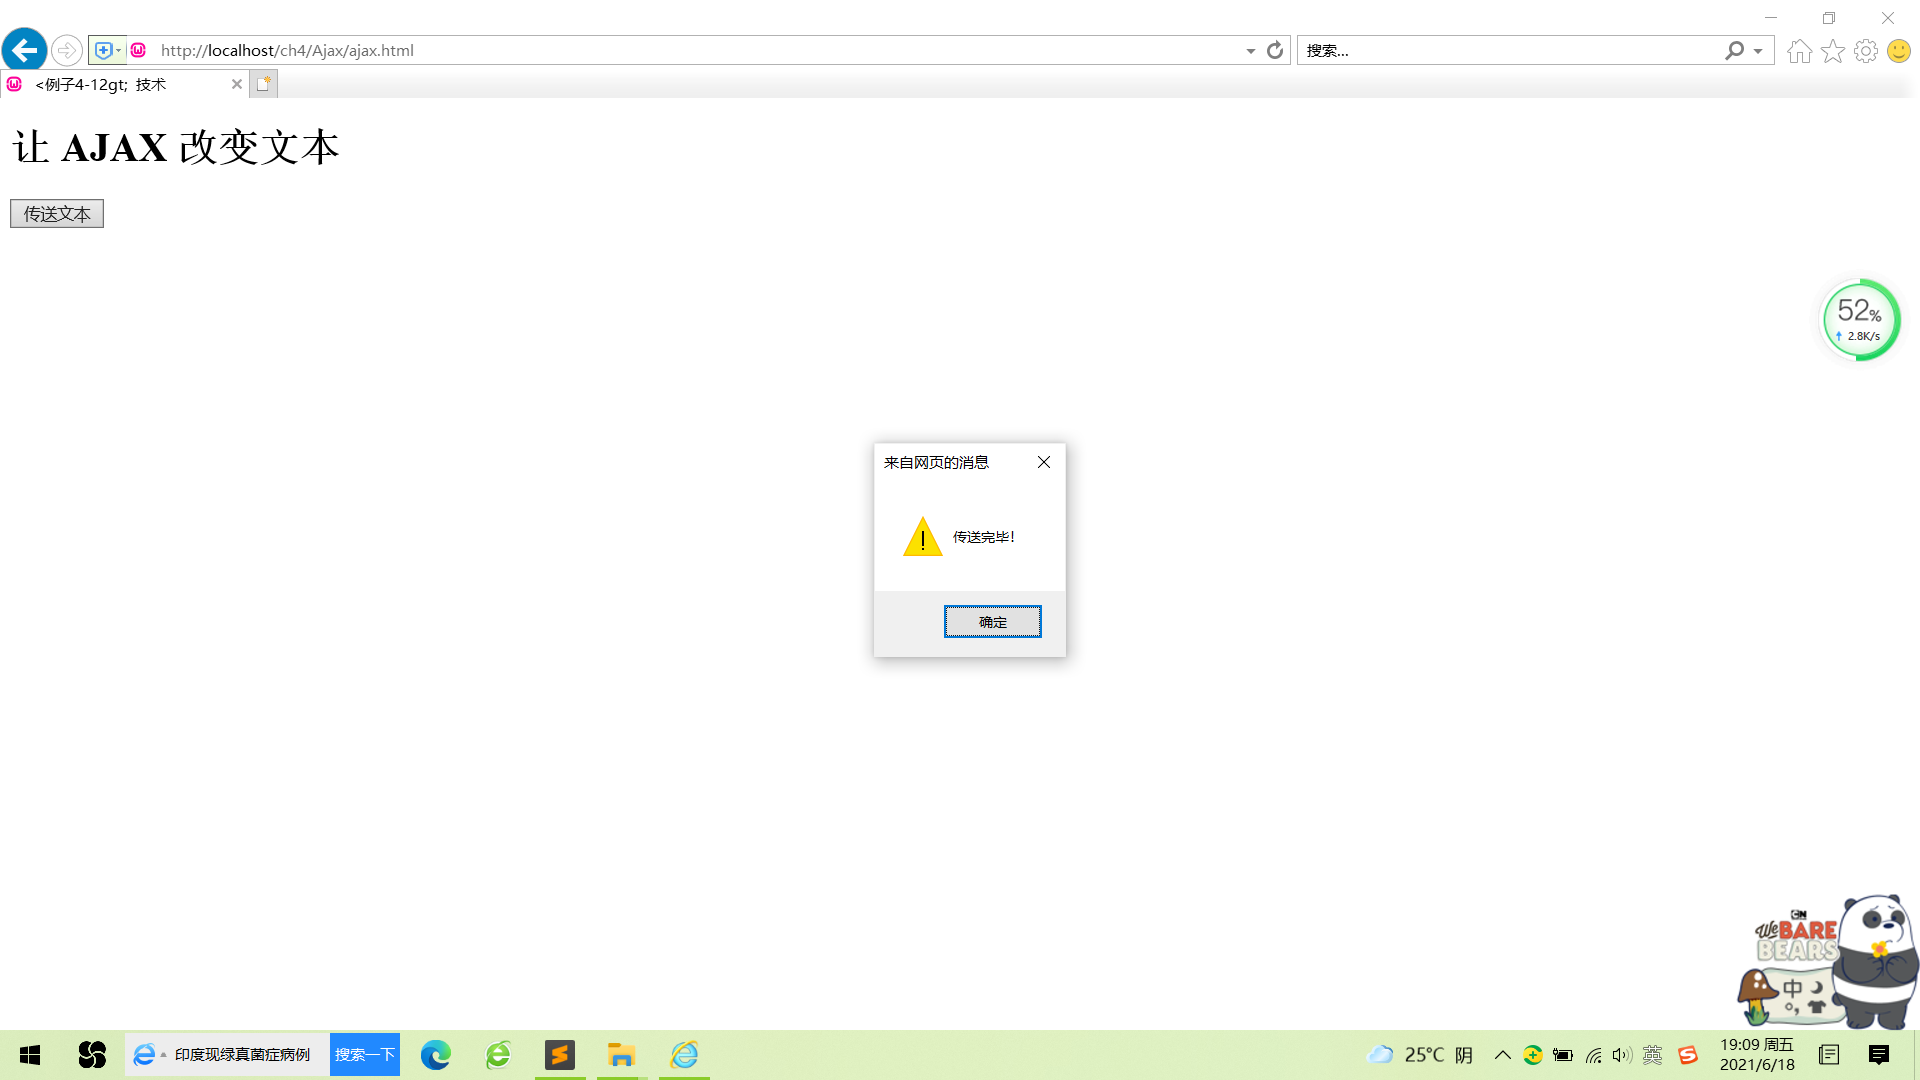 http://localhost/ch4/Ajax/ajax.html
搜索...
<例子4-12gt; 技术
让 AJAX 改变文本
传送文本
52%
2.8K/s
来自网页的消息
传送完毕!
确定
CN
We BARE BEARS
中
印度现绿真菌症病例
搜索一下
25°C 阴
英
19:09 周五
2021/6/18